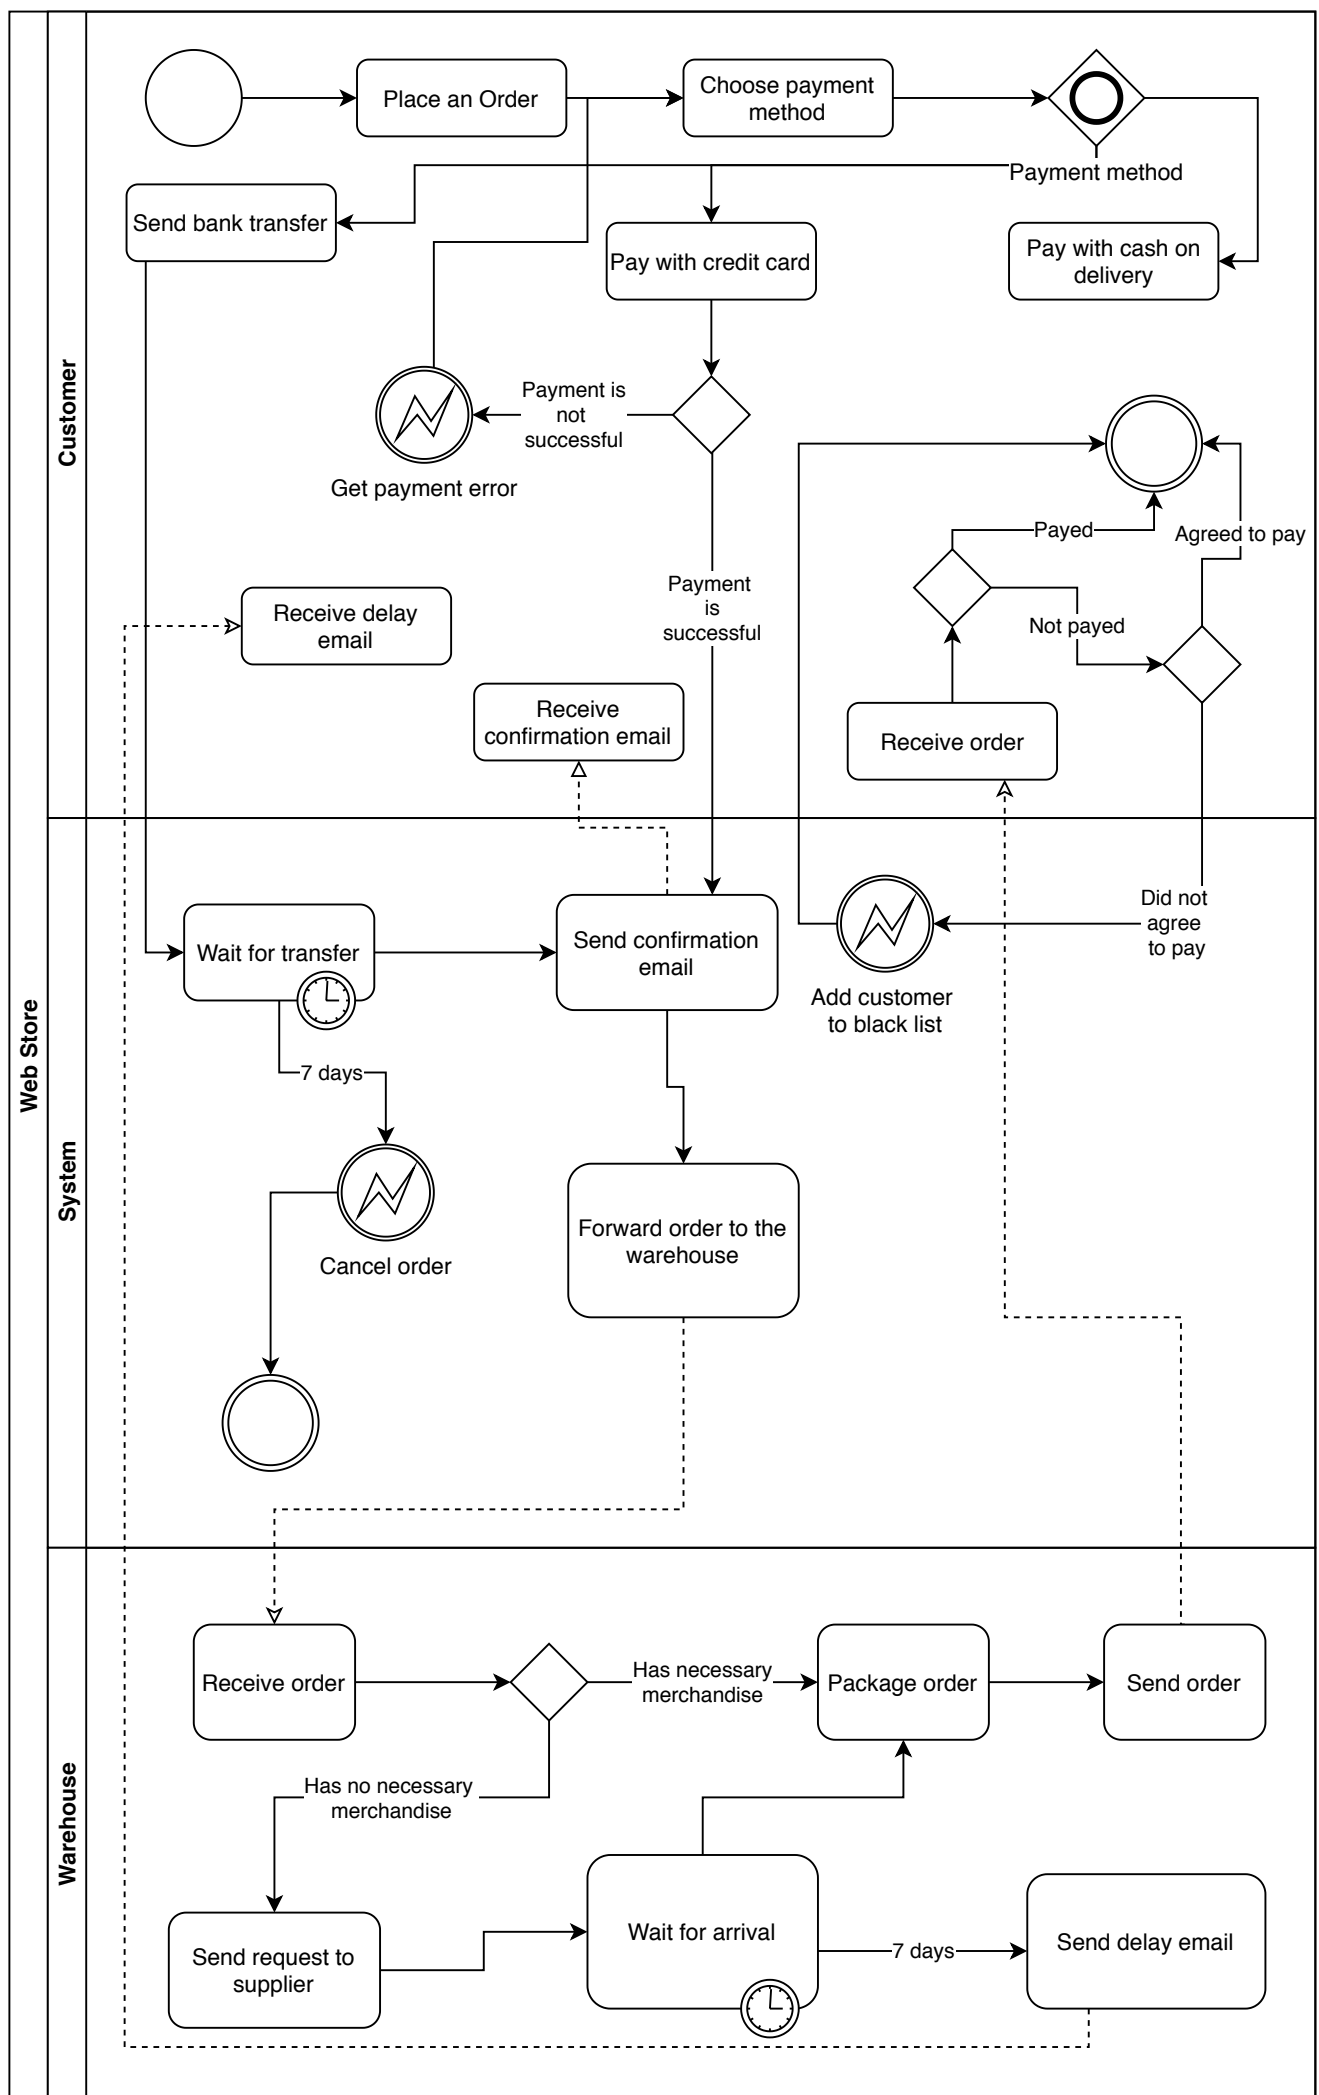 Web Store
Customer
Place an Order
Choose payment
method
Payment method
Send bank transfer
Pay with credit card
Pay with cash on
delivery
Payment is
not
successful
Get payment error
Payed
Agreed to pay
Payment
is
successful
Receive delay
email
Not payed
Receive
confirmation email
Receive order
System
Wait for transfer
Send confirmation
email
Did not
agree
to pay
Add customer
to black list
7 days
Forward order to the
warehouse
Cancel order
Warehouse
Receive order
Has necessary
merchandise
Package order
Send order
Has no necessary
merchandise
Send request to
supplier
Wait for arrival
7 days
Send delay email